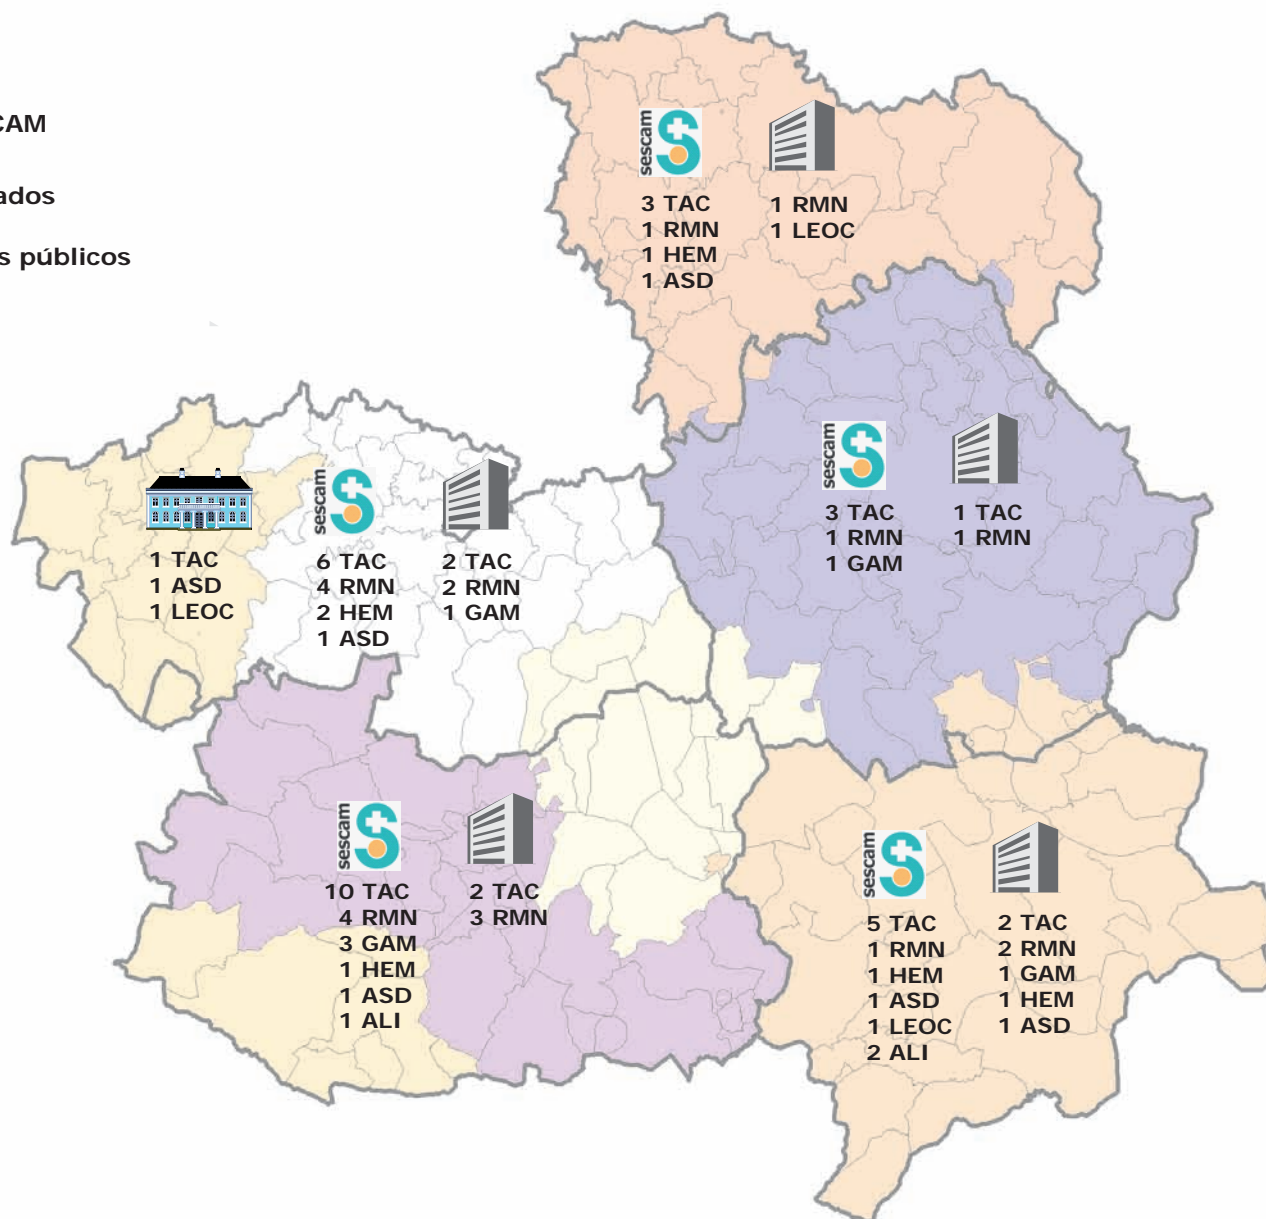 CAM
ados
s públicos
sescam
3 TAC
1 RMN
1 HEM
1 ASD
1 RMN
1 LEOC
sescam
3 TAC
1 RMN
1 GAM
1 TAC
1 RMN
1 TAC
1 ASD
1 LEOC
sescam
6 TAC
4 RMN
2 HEM
1 ASD
2 TAC
2 RMN
1 GAM
sescam
10 TAC
4 RMN
3 GAM
1 HEM
1 ASD
1 ALI
2 TAC
3 RMN
sescam
5 TAC
1 RMN
1 HEM
1 ASD
1 LEOC
2 ALI
2 TAC
2 RMN
1 GAM
1 HEM
1 ASD